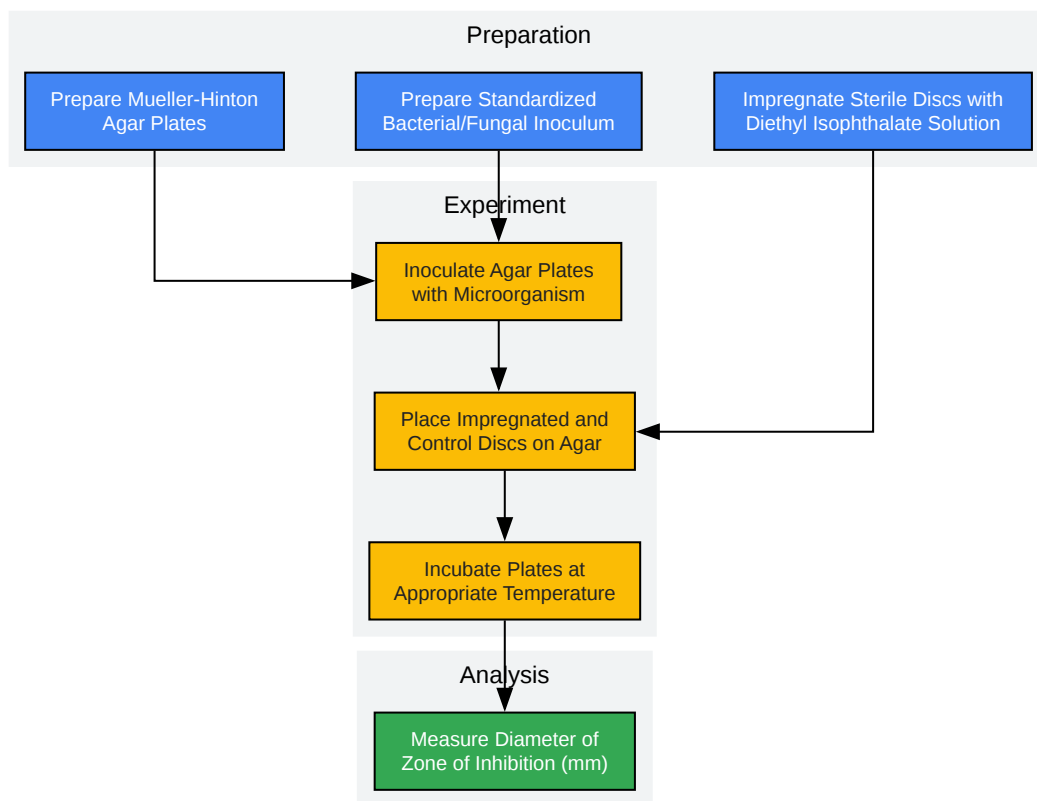 Preparation
Prepare Mueller-Hinton
Agar Plates
Prepare Standardized
Bacterial/Fungal Inoculum
Impregnate Sterile Discs with
Diethyl Isophthalate Solution
Experiment
Inoculate Agar Plates
with Microorganism
Place Impregnated and
Control Discs on Agar
Incubate Plates at
Appropriate Temperature
Analysis
Measure Diameter of
Zone of Inhibition (mm)